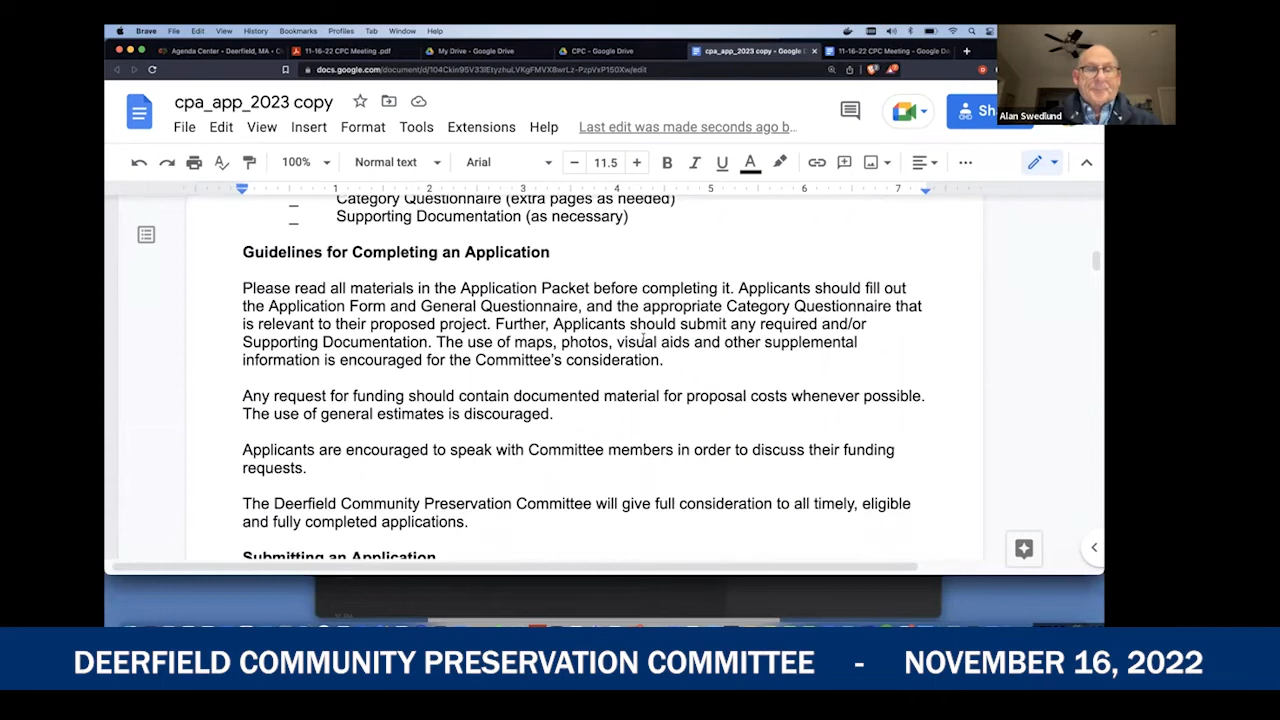 Brave File Edit View History Bookmarks Profiles Tab Window Help
Agenda Center - Deerfield, MA 11-16-22 CPC Meeting .pdf My Drive - Google Drive CPC - Google Drive cpa_app_2023 copy - Google 11-16-22 CPC Meeting - Google
cpa_app_2023 copy
File Edit View Insert Format Tools Extensions Help Last edit was made seconds ago b...
Sh
Alan Swedlund
100% Normal text Arial 11.5 B I U A
1 2 3 4 5 6 7
Category Questionnaire (extra pages as needed)
Supporting Documentation (as necessary)
Guidelines for Completing an Application
Please read all materials in the Application Packet before completing it. Applicants should fill out
the Application Form and General Questionnaire, and the appropriate Category Questionnaire that
is relevant to their proposed project. Further, Applicants should submit any required and/or
Supporting Documentation. The use of maps, photos, visual aids and other supplemental
information is encouraged for the Committee's consideration.
Any request for funding should contain documented material for proposal costs whenever possible.
The use of general estimates is discouraged.
Applicants are encouraged to speak with Committee members in order to discuss their funding
requests.
The Deerfield Community Preservation Committee will give full consideration to all timely, eligible
and fully completed applications.
Submitting an Application
DEERFIELD COMMUNITY PRESERVATION COMMITTEE - NOVEMBER 16, 2022